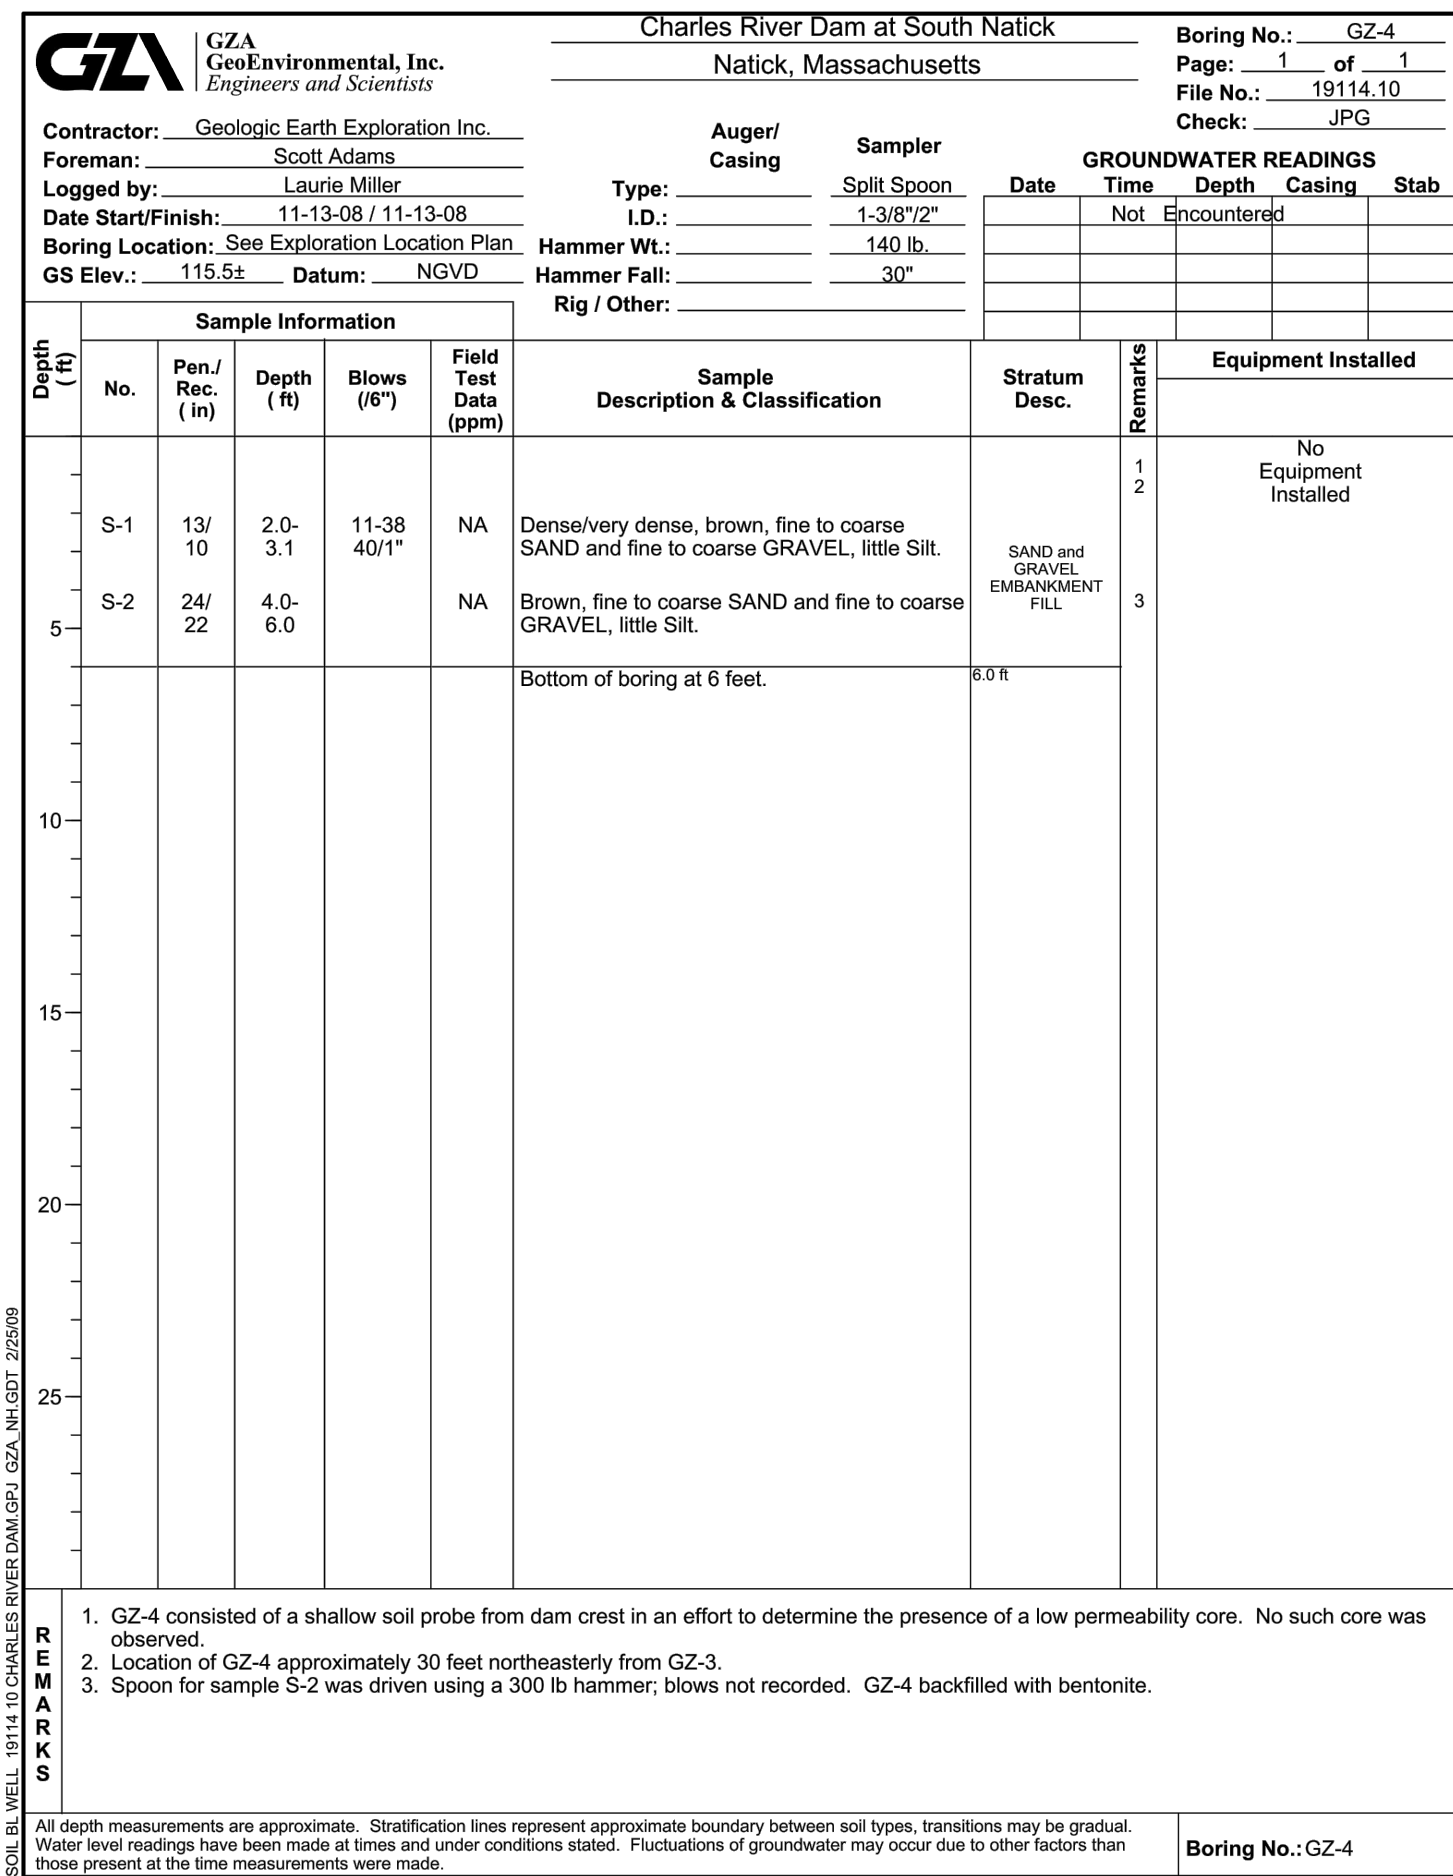 GZA
GZA
GeoEnvironmental, Inc.
Engineers and Scientists
Charles River Dam at South Natick
Natick, Massachusetts
Boring No.: GZ-4
Page: 1 of 1
File No.: 19114.10
Check: JPG
Contractor: Geologic Earth Exploration Inc.
Foreman: Scott Adams
Logged by: Laurie Miller
Date Start/Finish: 11-13-08 / 11-13-08
Boring Location: See Exploration Location Plan
GS Elev.: 115.5± Datum: NGVD
Auger/
Casing
Sampler
Type: Split Spoon
I.D.: 1-3/8"/2"
Hammer Wt.: 140 lb.
Hammer Fall: 30"
Rig / Other:
GROUNDWATER READINGS
Date Time Depth Casing Stab
Not Encountered
Depth
( ft)
Sample Information
No.
Pen./
Rec.
( in)
Depth
( ft)
Blows
(/6")
Field
Test
Data
(ppm)
Sample
Description & Classification
Stratum
Desc.
Remarks
Equipment Installed
No
Equipment
Installed
1
2
S-1 13/ 2.0- 11-38 NA Dense/very dense, brown, fine to coarse
10 3.1 40/1" SAND and fine to coarse GRAVEL, little Silt.
SAND and
GRAVEL
EMBANKMENT
FILL
S-2 24/ 4.0- NA Brown, fine to coarse SAND and fine to coarse 3
5 22 6.0 GRAVEL, little Silt.
Bottom of boring at 6 feet. 6.0 ft
10
15
20
25
REMARKS
1. GZ-4 consisted of a shallow soil probe from dam crest in an effort to determine the presence of a low permeability core. No such core was
observed.
2. Location of GZ-4 approximately 30 feet northeasterly from GZ-3.
3. Spoon for sample S-2 was driven using a 300 lb hammer; blows not recorded. GZ-4 backfilled with bentonite.
All depth measurements are approximate. Stratification lines represent approximate boundary between soil types, transitions may be gradual.
Water level readings have been made at times and under conditions stated. Fluctuations of groundwater may occur due to other factors than
those present at the time measurements were made.
Boring No.: GZ-4
SOIL BL WELL 19114 10 CHARLES RIVER DAM.GPJ GZA_NH.GDT 2/25/09